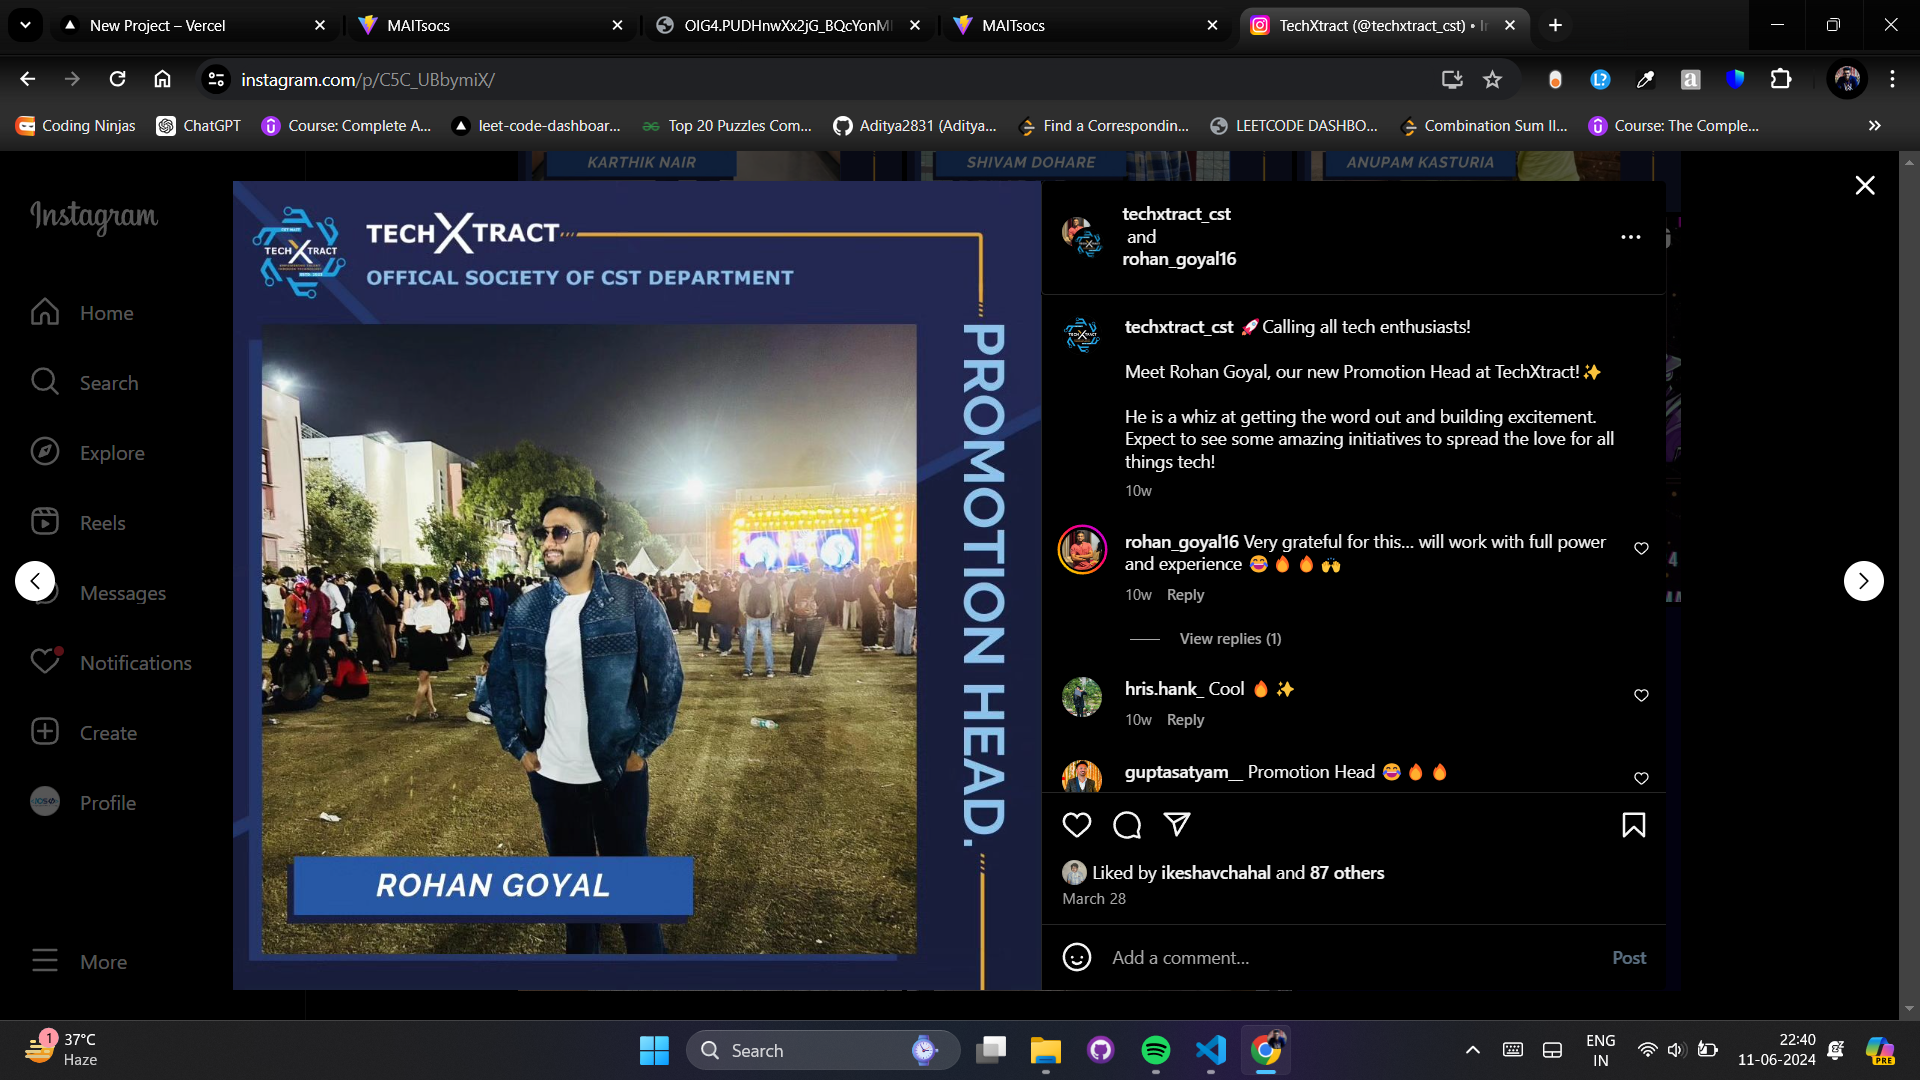 New Project – Vercel
MAITsocs
OIG4.PUDHnwXx2jG_BQcYonM
MAITsocs
TechXtract (@techxtract_cst) • In
instagram.com/p/C5C_UBbymiX/
Coding Ninjas
ChatGPT
Course: Complete A...
leet-code-dashboar...
Top 20 Puzzles Com...
Aditya2831 (Aditya...
Find a Correspondin...
LEETCODE DASHBO...
Combination Sum II...
Course: The Comple...
KARTHIK NAIR
SHIVAM DOHARE
ANUPAM KASTURIA
Instagram
Home
Search
Explore
Reels
Messages
Notifications
Create
Profile
More
TECH XTRACT
TECHXTRACT
OFFICAL SOCIETY OF CST DEPARTMENT
PROMOTION HEAD.
ROHAN GOYAL
techxtract_cst
and
rohan_goyal16
techxtract_cst 🚀Calling all tech enthusiasts!
Meet Rohan Goyal, our new Promotion Head at TechXtract!✨
He is a whiz at getting the word out and building excitement.
Expect to see some amazing initiatives to spread the love for all
things tech!
10w
rohan_goyal16 Very grateful for this... will work with full power
and experience 😂🔥🔥🙌
10w Reply
View replies (1)
hris.hank_ Cool 🔥✨
10w Reply
guptasatyam__ Promotion Head 😂🔥🔥
Liked by ikeshavchahal and 87 others
March 28
Add a comment...
Post
1
37°C
Haze
Search
ENG
IN
22:40
11-06-2024
PRE